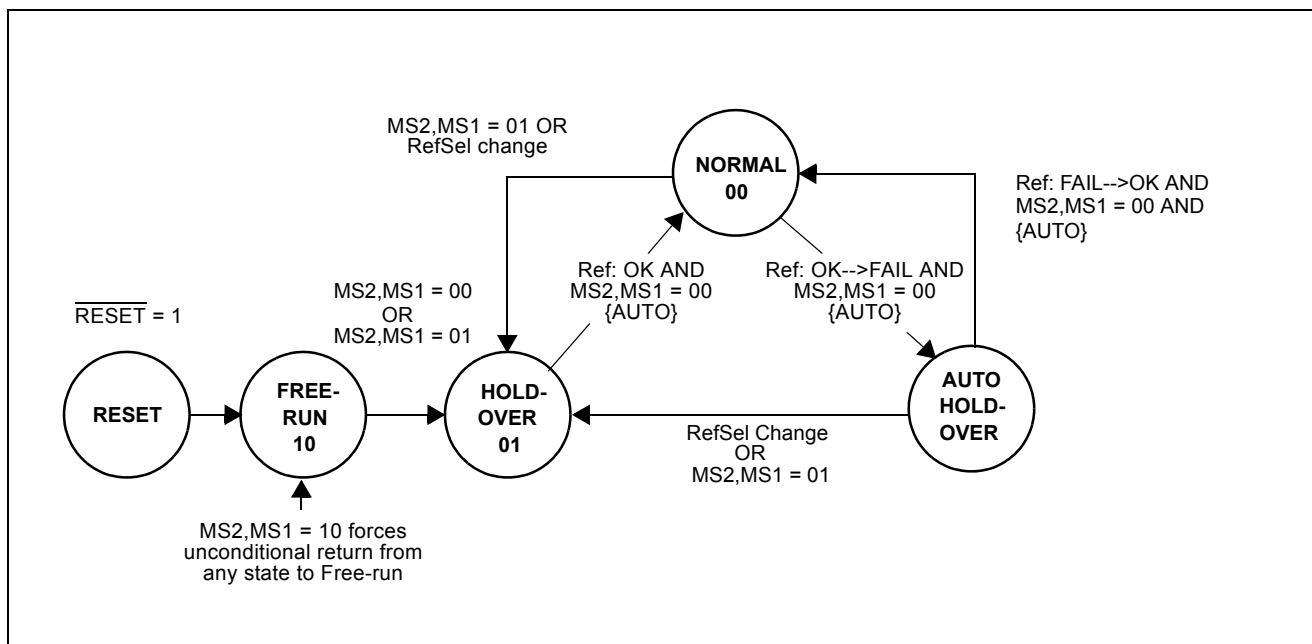 MS2,MS1 = 01 OR
RefSel change
NORMAL
00
Ref: FAIL-->OK AND
MS2,MS1 = 00 AND
{AUTO}
Ref: OK AND
MS2,MS1 = 00
{AUTO}
Ref: OK-->FAIL AND
MS2,MS1 = 00
{AUTO}
MS2,MS1 = 00
OR
MS2,MS1 = 01
R̅E̅S̅E̅T̅ = 1
RESET
FREE-
RUN
10
HOLD-
OVER
01
AUTO
HOLD-
OVER
RefSel Change
OR
MS2,MS1 = 01
MS2,MS1 = 10 forces
unconditional return from
any state to Free-run